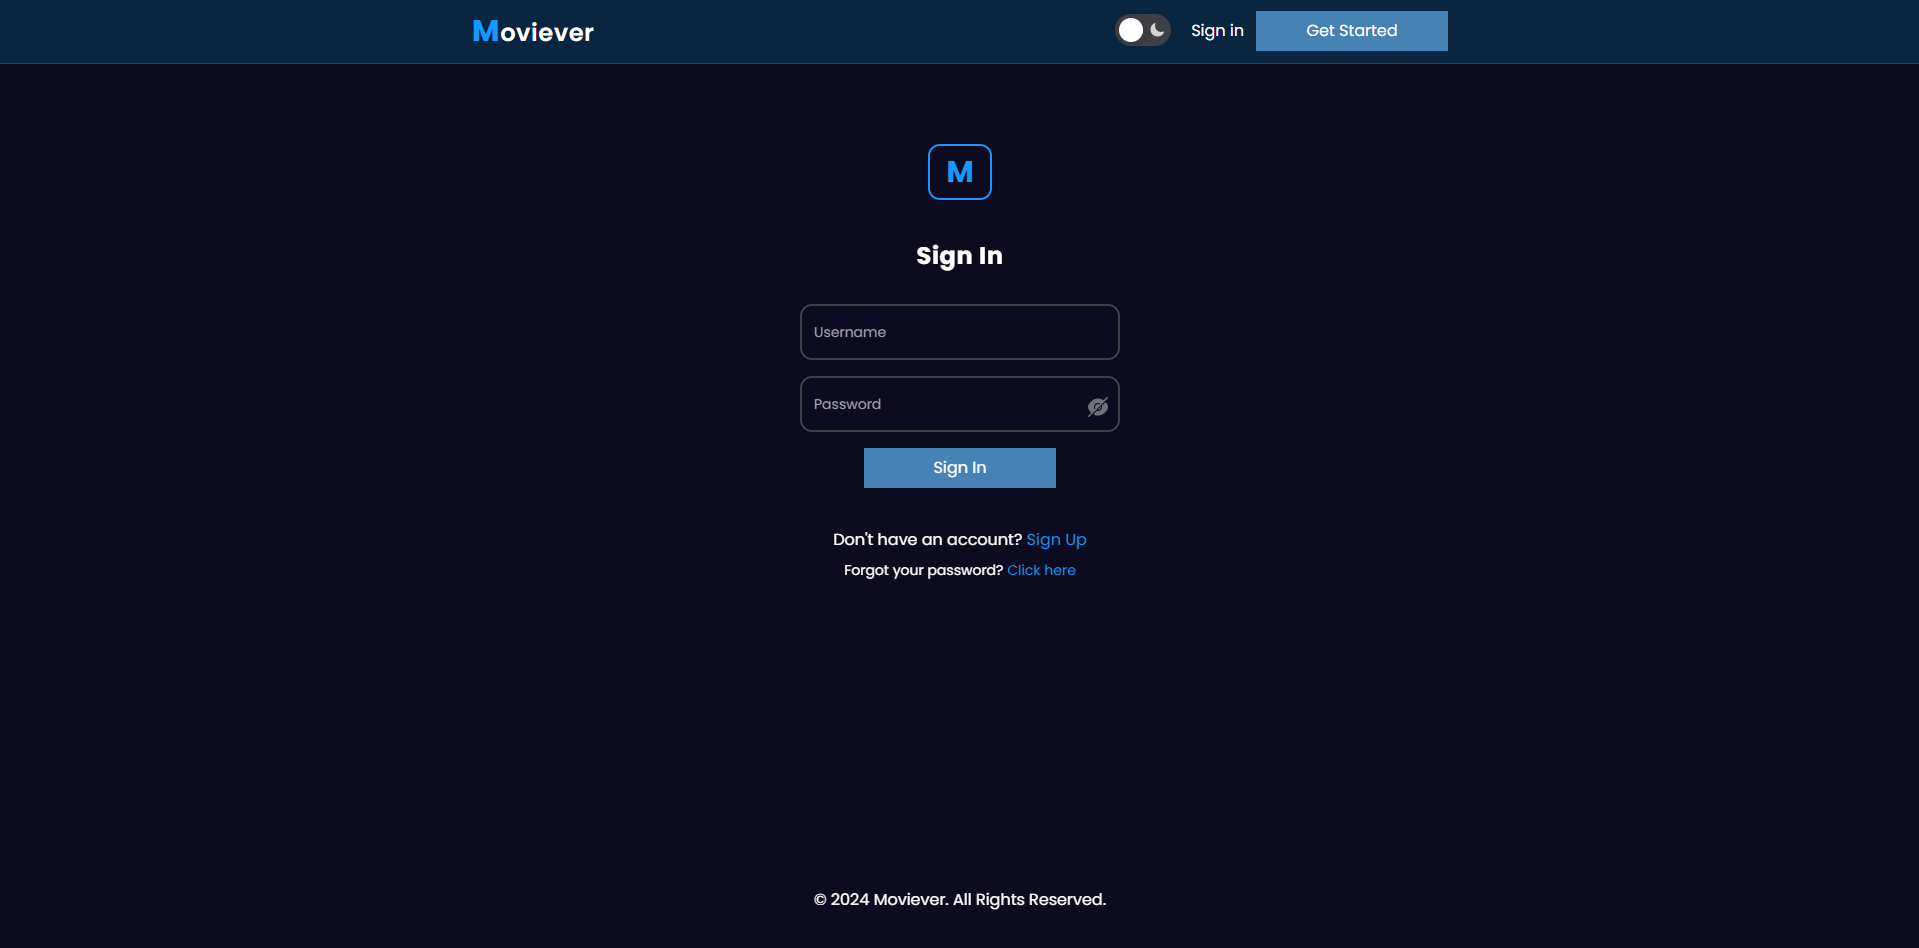 Moviever
Sign in
Get Started
M
Sign In
Username
Password
Sign In
Don't have an account? Sign Up
Forgot your password? Click here
© 2024 Moviever. All Rights Reserved.